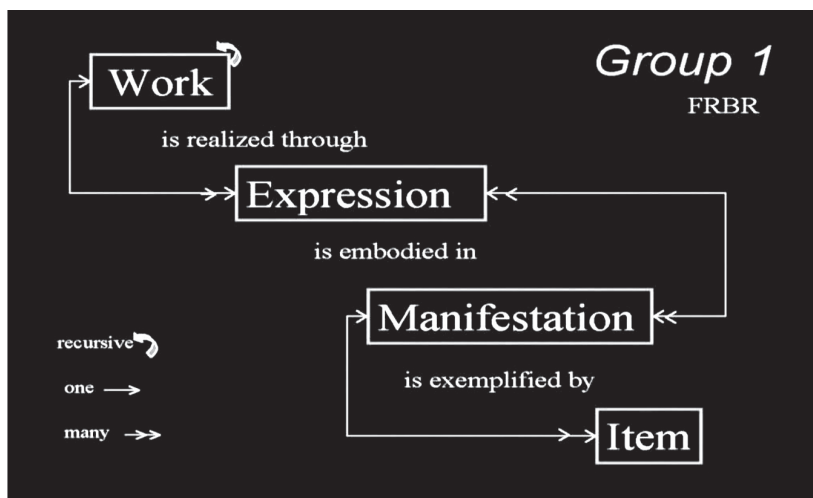 Group 1
FRBR
Work
is realized through
Expression
is embodied in
Manifestation
is exemplified by
Item
recursive
one
many